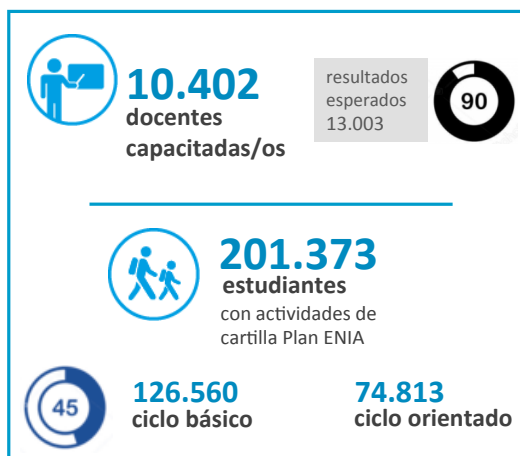 10.402
docentes
capacitadas/os
resultados
esperados
13.003
90
201.373
estudiantes
con actividades de
cartilla Plan ENIA
45
126.560
ciclo básico
74.813
ciclo orientado